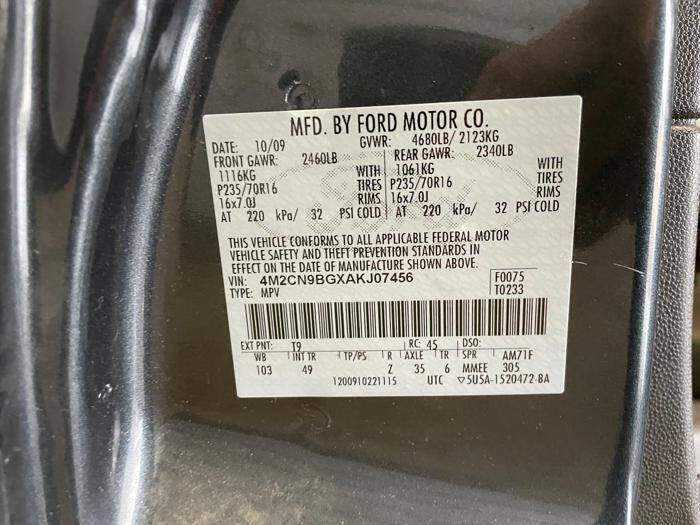 MFD. BY FORD MOTOR CO.
DATE: 10/09 GVWR: 4680LB/ 2123KG
FRONT GAWR: 2460LB REAR GAWR: 2340LB
1116KG WITH 1061KG WITH
P235/70R16 TIRES P235/70R16 TIRES
16x7.0J RIMS 16x7.0J RIMS
AT 220 kPa/ 32 PSI COLD AT 220 kPa/ 32 PSI COLD
THIS VEHICLE CONFORMS TO ALL APPLICABLE FEDERAL MOTOR
VEHICLE SAFETY AND THEFT PREVENTION STANDARDS IN
EFFECT ON THE DATE OF MANUFACTURE SHOWN ABOVE.
VIN: 4M2CN9BGXAKJ07456 F0075
TYPE: MPV T0233
EXT PNT: T9 RC: 45 DSO:
WB INT TR TP/PS R AXLE TR SPR AM71F
103 49 Z 35 6 MMEE 305
1200910221115 UTC ▽5U5A-1520472-BA